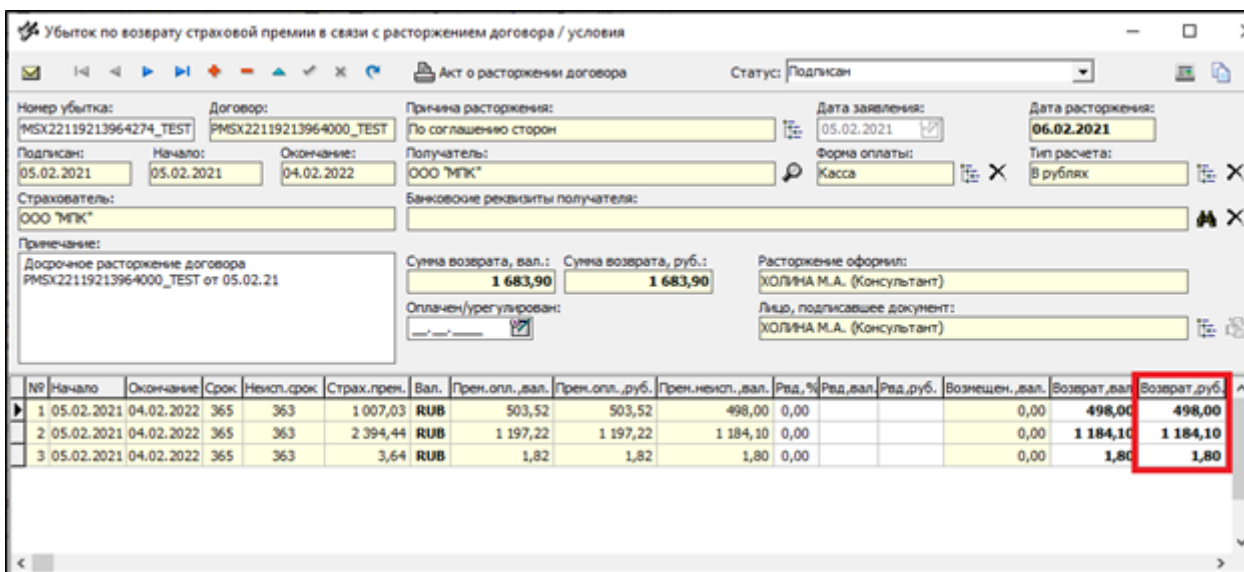 Убыток по возврату страховой премии в связи с расторжением договора / условия
Акт о расторжении договора Статус: Подписан
Номер убытка: Договор: Причина расторжения: Дата заявления: Дата расторжения:
MSX22119213964274_TEST PMSX22119213964000_TEST По соглашению сторон 05.02.2021 06.02.2021
Подписан: Начало: Окончание: Получатель: Форма оплаты: Тип расчета:
05.02.2021 05.02.2021 04.02.2022 ООО "МПК" Касса В рублях
Страхователь: Банковские реквизиты получателя:
ООО "МПК"
Примечание:
Досрочное расторжение договора
PMSX22119213964000_TEST от 05.02.21
Сумма возврата, вал.: Сумма возврата, руб.: Расторжение оформил:
1 683,90 1 683,90 ХОЛИНА М.А. (Консультант)
Оплачен/урегулирован: Лицо, подписавшее документ:
__.__.____ ХОЛИНА М.А. (Консультант)
№ Начало Окончание Срок Неисп.срок Страх.прем. Вал. Прем.опл.,вал. Прем.опл.,руб. Прем.неисп.,вал. Рвд,% Рвд,вал. Рвд,руб. Возмещен.,вал. Возврат,вал Возврат,руб.
1 05.02.2021 04.02.2022 365 363 1 007,03 RUB 503,52 503,52 498,00 0,00 0,00 498,00 498,00
2 05.02.2021 04.02.2022 365 363 2 394,44 RUB 1 197,22 1 197,22 1 184,10 0,00 0,00 1 184,10 1 184,10
3 05.02.2021 04.02.2022 365 363 3,64 RUB 1,82 1,82 1,80 0,00 0,00 1,80 1,80